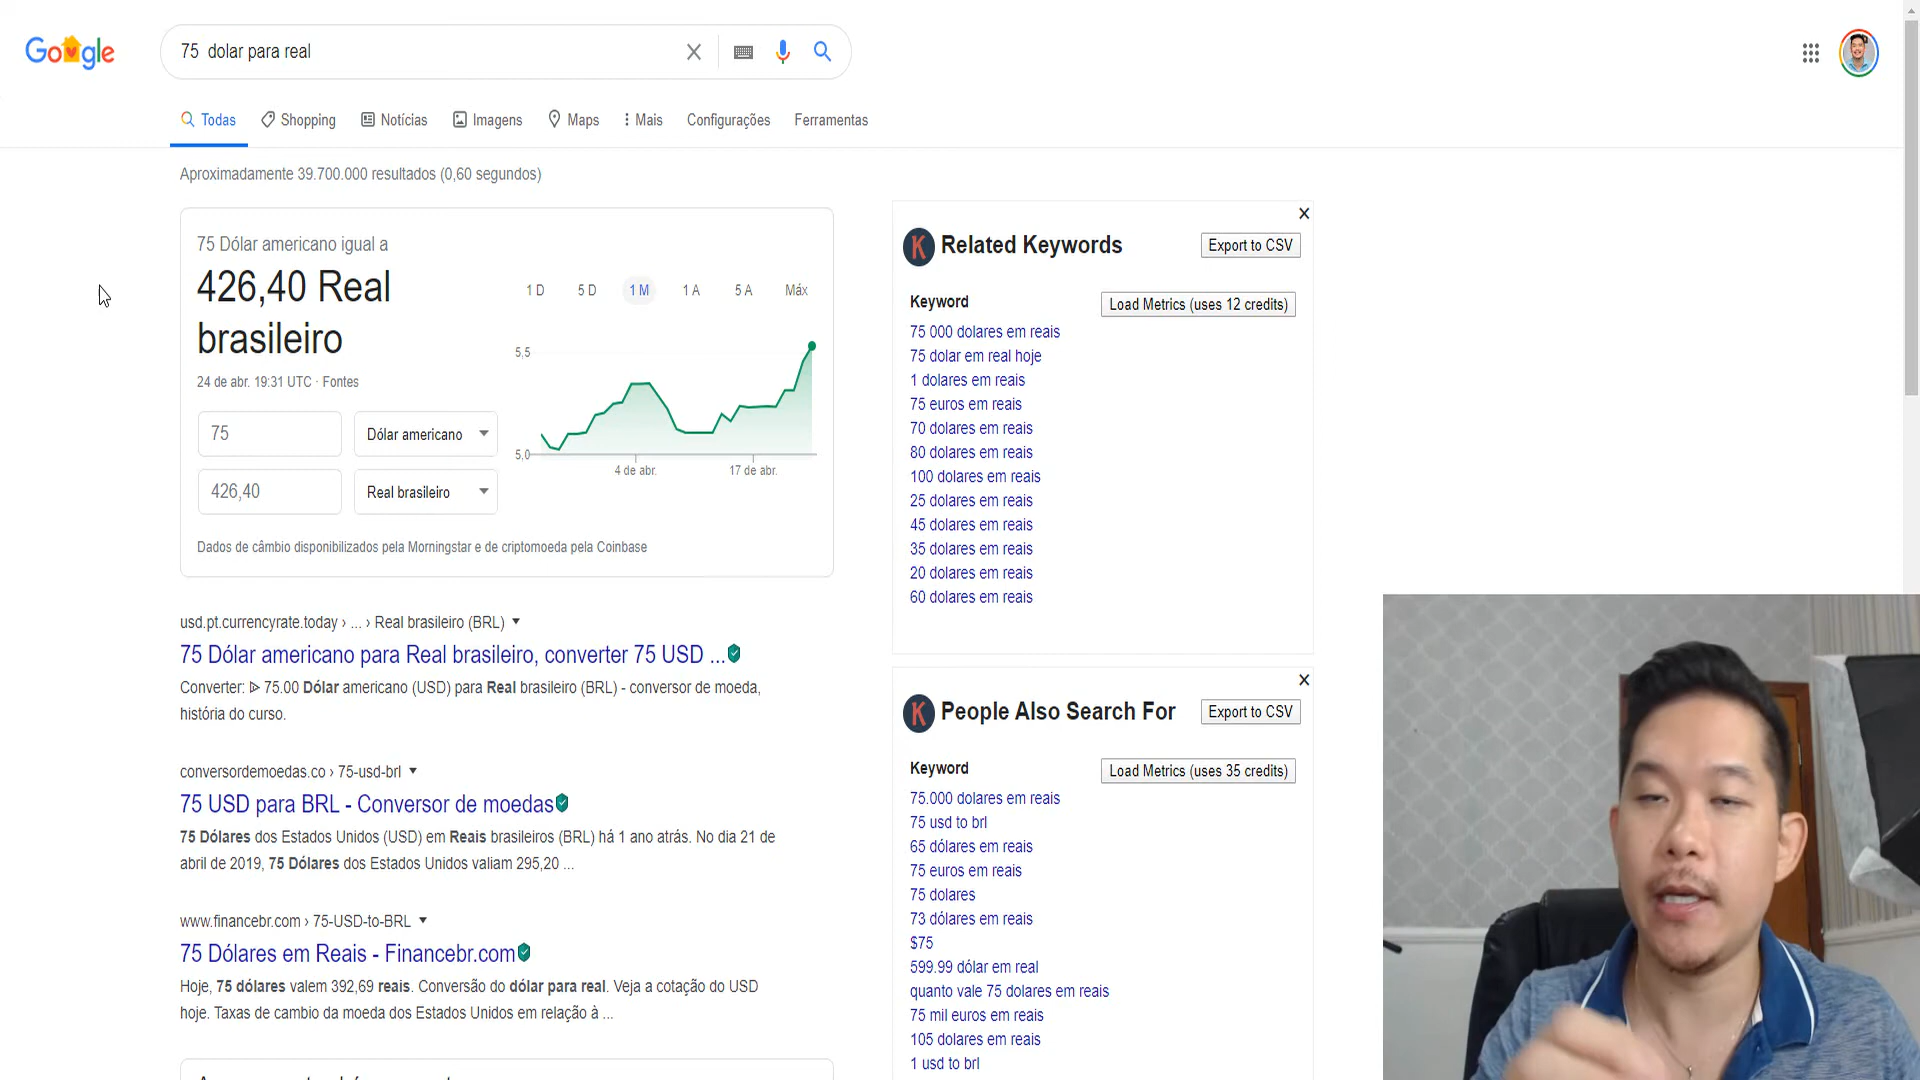 Google
75  dolar para real
Todas
Shopping
Notícias
Imagens
Maps
Mais
Configurações
Ferramentas
Aproximadamente 39.700.000 resultados (0,60 segundos)
75 Dólar americano igual a
426,40 Real
brasileiro
24 de abr. 19:31 UTC · Fontes
75
Dólar americano
426,40
Real brasileiro
1 D
5 D
1 M
1 A
5 A
Máx
5,5
5,0
4 de abr.
17 de abr.
Dados de câmbio disponibilizados pela Morningstar e de criptomoeda pela Coinbase
usd.pt.currencyrate.today › ... › Real brasileiro (BRL)
75 Dólar americano para Real brasileiro, converter 75 USD ...
Converter: ᐈ 75.00 Dólar americano (USD) para Real brasileiro (BRL) - conversor de moeda,
história do curso.
conversordemoedas.co › 75-usd-brl
75 USD para BRL - Conversor de moedas
75 Dólares dos Estados Unidos (USD) em Reais brasileiros (BRL) há 1 ano atrás. No dia 21 de
abril de 2019, 75 Dólares dos Estados Unidos valiam 295,20 ...
www.financebr.com › 75-USD-to-BRL
75 Dólares em Reais - Financebr.com
Hoje, 75 dólares valem 392,69 reais. Conversão do dólar para real. Veja a cotação do USD
hoje. Taxas de cambio da moeda dos Estados Unidos em relação à ...
K
Related Keywords
Export to CSV
Keyword
Load Metrics (uses 12 credits)
75 000 dolares em reais
75 dolar em real hoje
1 dolares em reais
75 euros em reais
70 dolares em reais
80 dolares em reais
100 dolares em reais
25 dolares em reais
45 dolares em reais
35 dolares em reais
20 dolares em reais
60 dolares em reais
K
People Also Search For
Export to CSV
Keyword
Load Metrics (uses 35 credits)
75.000 dolares em reais
75 usd to brl
65 dólares em reais
75 euros em reais
75 dolares
73 dólares em reais
$75
599.99 dólar em real
quanto vale 75 dolares em reais
75 mil euros em reais
105 dolares em reais
1 usd to brl